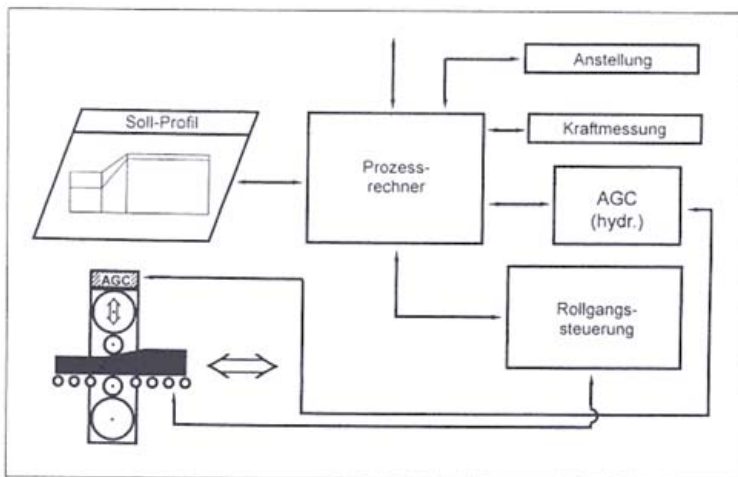 Anstellung
Soll-Profil
Kraftmessung
Prozess-
rechner
AGC
(hydr.)
AGC
Rollgangs-
steuerung